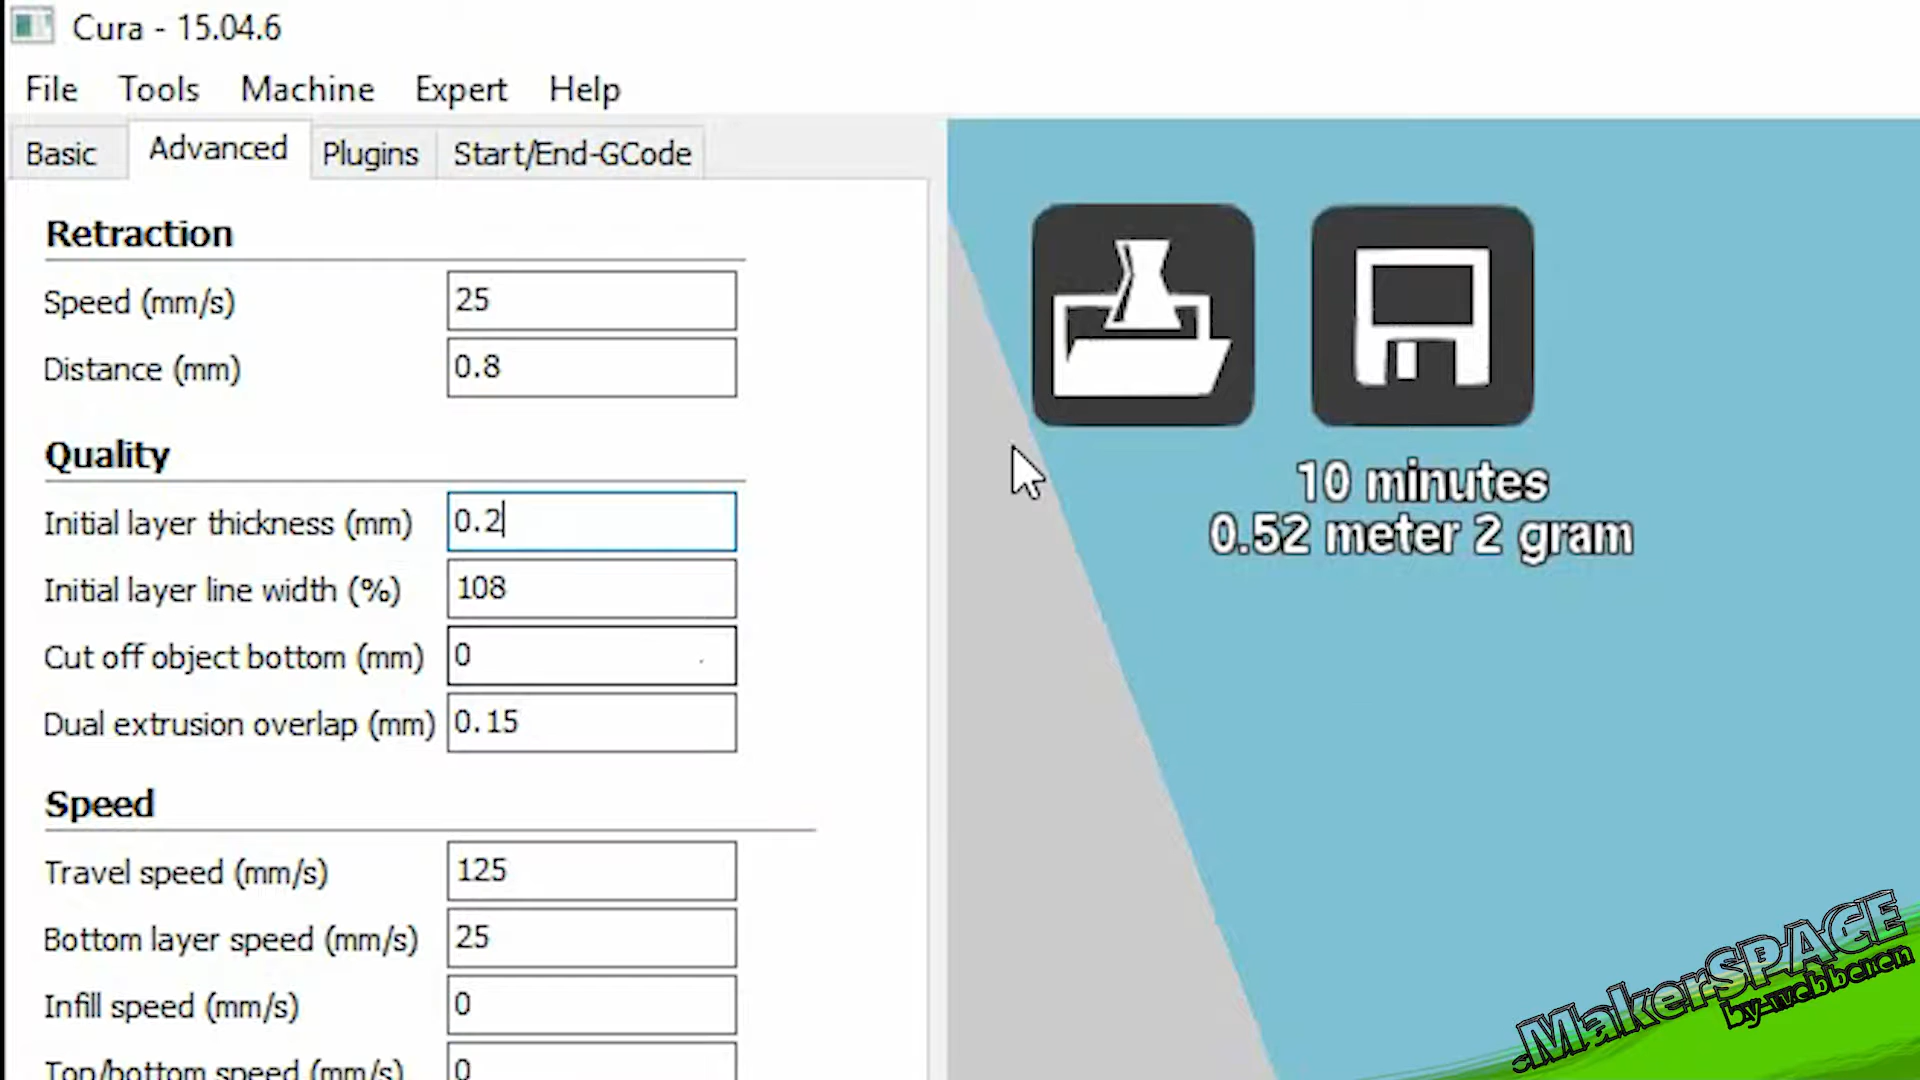 Cura - 15.04.6
File Tools Machine Expert Help
Basic Advanced Plugins Start/End-GCode
Retraction
Speed (mm/s) 25
Distance (mm) 0.8
Quality
Initial layer thickness (mm) 0.2
Initial layer line width (%) 108
Cut off object bottom (mm) 0
Dual extrusion overlap (mm) 0.15
Speed
Travel speed (mm/s) 125
Bottom layer speed (mm/s) 25
Infill speed (mm/s) 0
Top/bottom speed (mm/s) 0
10 minutes
0.52 meter 2 gram
MakerSPACE
by webberen